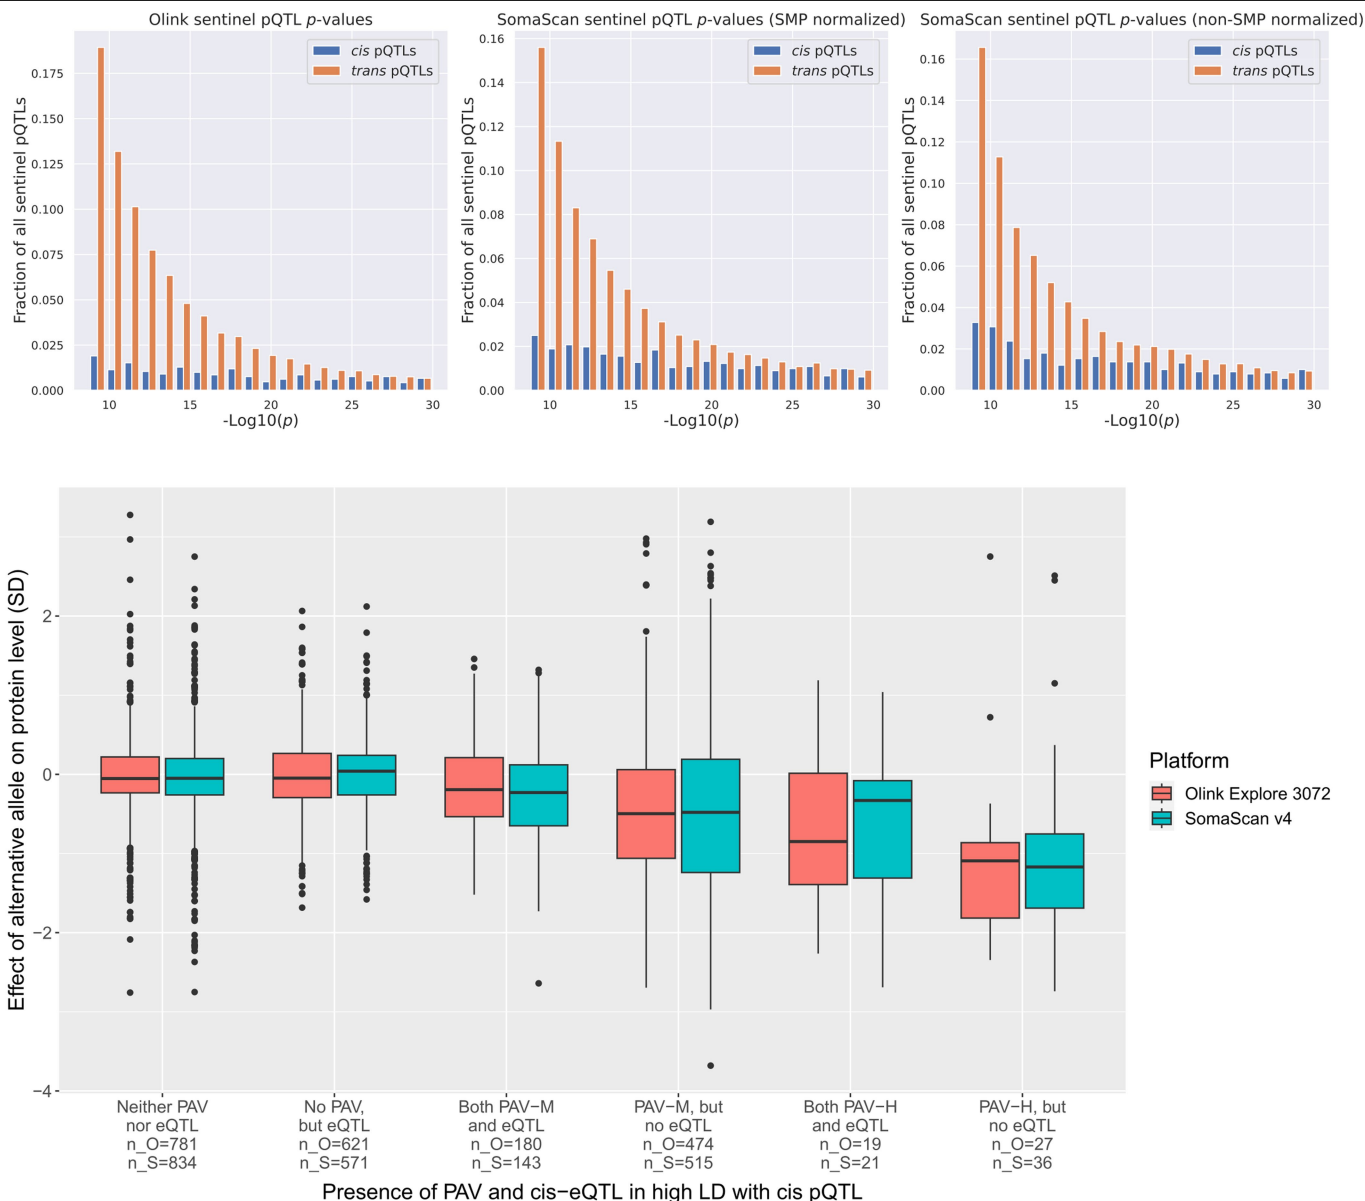 Olink sentinel pQTL p-values
Fraction of all sentinel pQTLs
0.175
0.150
0.125
0.100
0.075
0.050
0.025
0.000
cis pQTLs
trans pQTLs
10 15 20 25 30
-Log10(p)
SomaScan sentinel pQTL p-values (SMP normalized)
Fraction of all sentinel pQTLs
0.16
0.14
0.12
0.10
0.08
0.06
0.04
0.02
0.00
cis pQTLs
trans pQTLs
10 15 20 25 30
-Log10(p)
SomaScan sentinel pQTL p-values (non-SMP normalized)
Fraction of all sentinel pQTLs
0.16
0.14
0.12
0.10
0.08
0.06
0.04
0.02
0.00
cis pQTLs
trans pQTLs
10 15 20 25 30
-Log10(p)
Effect of alternative allele on protein level (SD)
2
0
−2
−4
Neither PAV
nor eQTL
n_O=781
n_S=834
No PAV,
but eQTL
n_O=621
n_S=571
Both PAV−M
and eQTL
n_O=180
n_S=143
PAV−M, but
no eQTL
n_O=474
n_S=515
Both PAV−H
and eQTL
n_O=19
n_S=21
PAV−H, but
no eQTL
n_O=27
n_S=36
Presence of PAV and cis−eQTL in high LD with cis pQTL
Platform
Olink Explore 3072
SomaScan v4